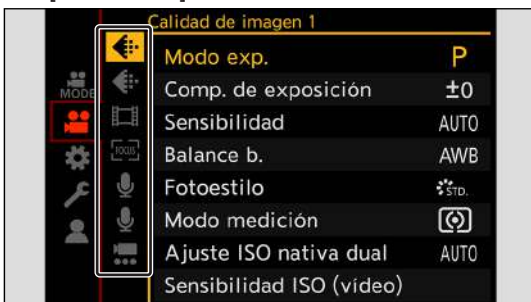 Calidad de imagen 1
Modo exp. P
MODE Comp. de exposición ±0
Sensibilidad AUTO
FOCUS Balance b. AWB
Fotoestilo STD.
Modo medición
Ajuste ISO nativa dual AUTO
Sensibilidad ISO (vídeo)